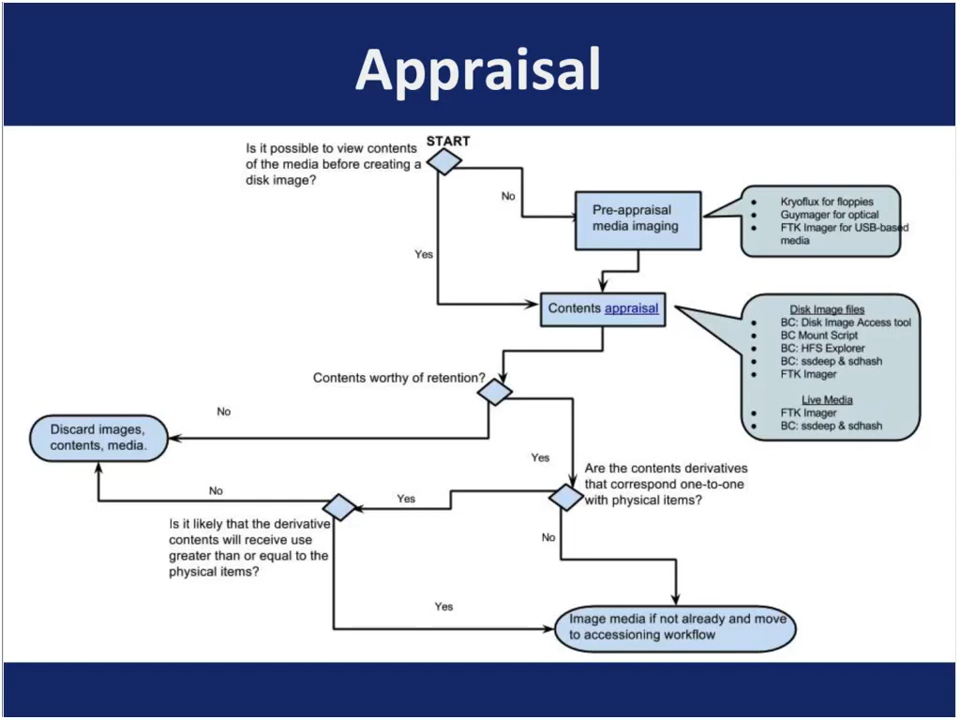 Appraisal
START
Is it possible to view contents
of the media before creating a
disk image?
No
Yes
Pre-appraisal
media imaging
• Kryoflux for floppies
• Guymager for optical
• FTK Imager for USB-based
media
Contents appraisal
Disk Image files
• BC: Disk Image Access tool
• BC Mount Script
• BC: HFS Explorer
• BC: ssdeep & sdhash
• FTK Imager
Live Media
• FTK Imager
• BC: ssdeep & sdhash
Contents worthy of retention?
No
Yes
Discard images,
contents, media.
Are the contents derivatives
that correspond one-to-one
with physical items?
Yes
No
No
Is it likely that the derivative
contents will receive use
greater than or equal to the
physical items?
Yes
Image media if not already and move
to accessioning workflow